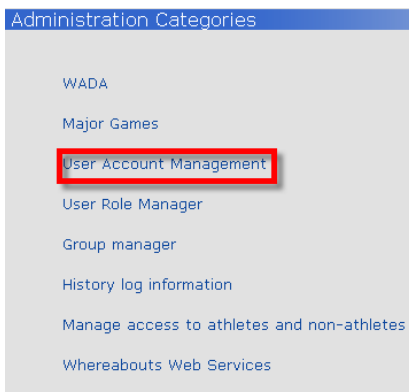 Administration Categories
WADA
Major Games
User Account Management
User Role Manager
Group manager
History log information
Manage access to athletes and non-athletes
Whereabouts Web Services